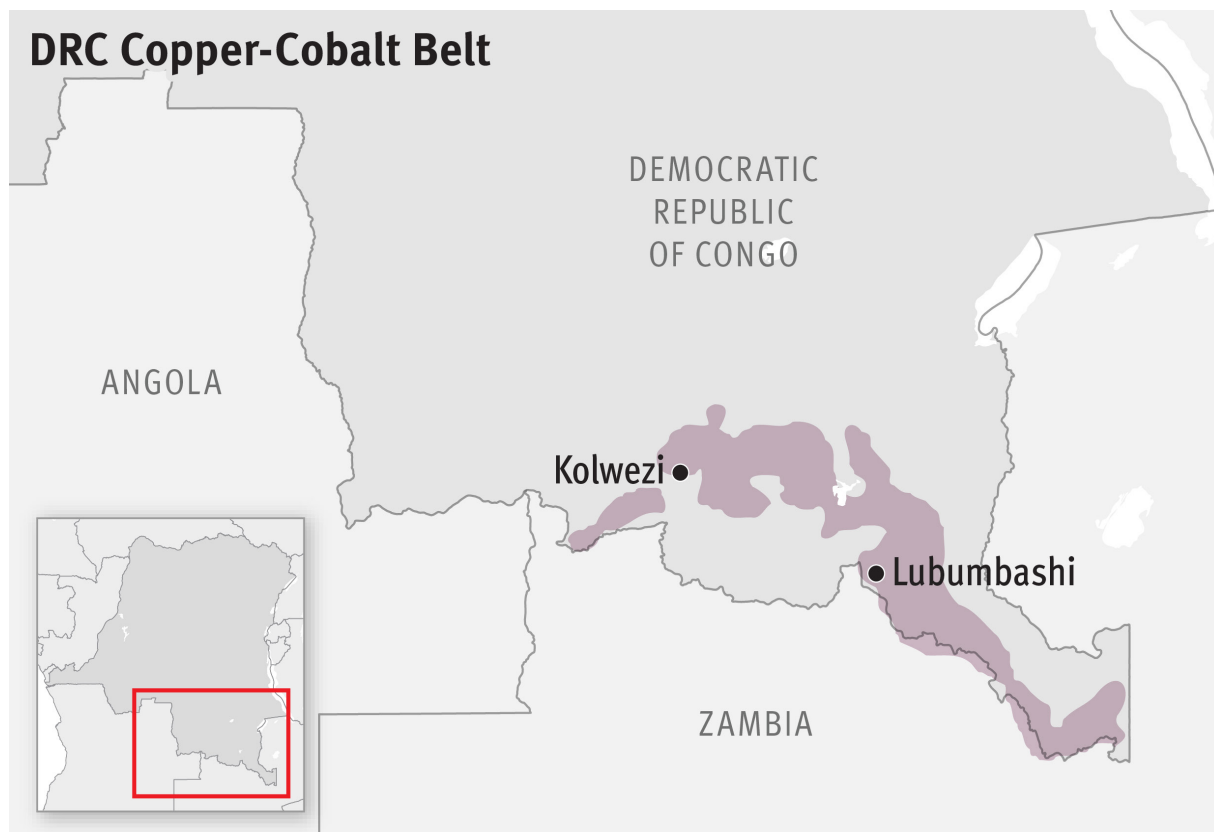 DRC Copper-Cobalt Belt
DEMOCRATIC
REPUBLIC
OF CONGO
ANGOLA
Kolwezi
Lubumbashi
ZAMBIA